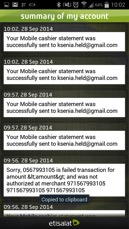 10:02
summary of my account
10:02, 28 Sep 2014
Your Mobile cashier statement was
successfully sent to ksenia.held@gmail.com
10:02, 28 Sep 2014
Your Mobile cashier statement was
successfully sent to ksenia.held@gmail.com
09:57, 28 Sep 2014
Your Mobile cashier statement was
successfully sent to ksenia.held@gmail.com
09:57, 28 Sep 2014
Your Mobile cashier statement was
successfully sent to ksenia.held@gmail.com
09:56, 28 Sep 2014
Sorry, 0567993105 is failed transaction for
amount &lt;amount&gt; and was not
authorized at merchant 971567993105
971567993105 971567993105
Copied to clipboard
09:56, 28 Sep 2014
etisalat